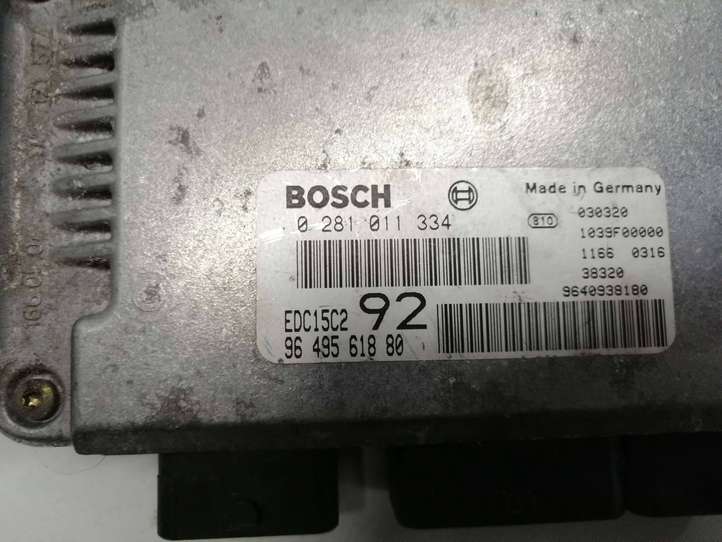 BOSCH
0 281 011 334
EDC15C2 92
96 495 618 80
Made in Germany
810 030320
1039F00000
1166 0316
38320
9640939180